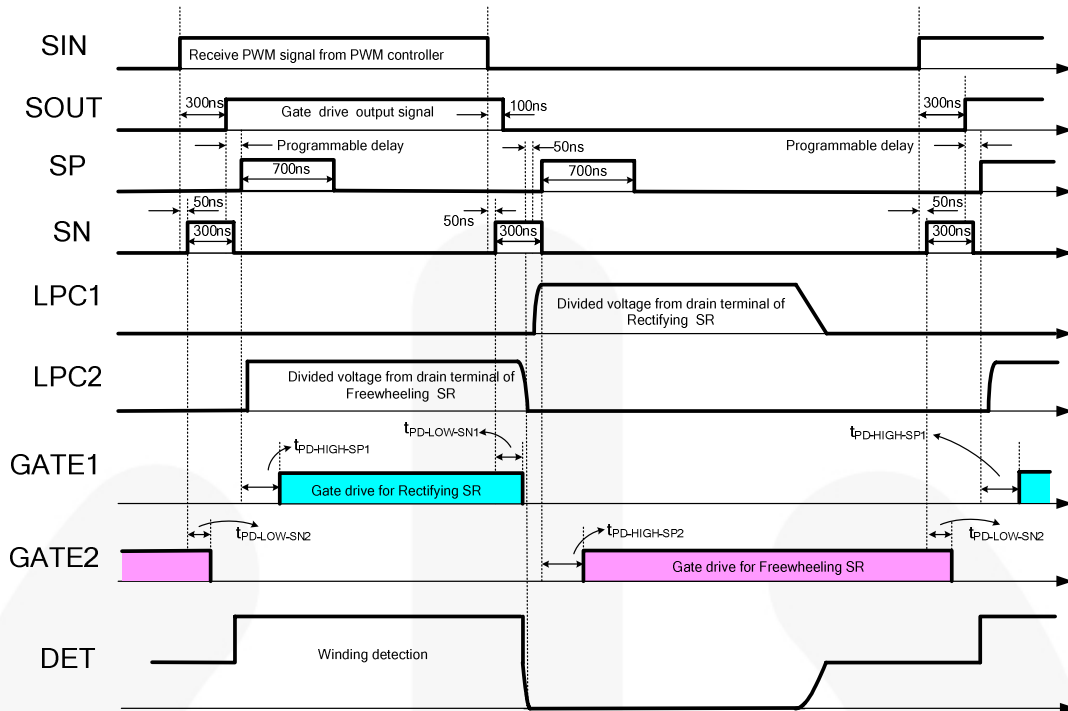 SIN
Receive PWM signal from PWM controller
SOUT
300ns
Gate drive output signal
100ns
300ns
Programmable delay
50ns
Programmable delay
SP
700ns
700ns
50ns
50ns
50ns
SN
300ns
300ns
300ns
LPC1
Divided voltage from drain terminal of
Rectifying SR
LPC2
Divided voltage from drain terminal of
Freewheeling SR
tPD-HIGH-SP1
tPD-LOW-SN1
tPD-HIGH-SP1
GATE1
Gate drive for Rectifying SR
tPD-LOW-SN2
tPD-HIGH-SP2
tPD-LOW-SN2
GATE2
Gate drive for Freewheeling SR
DET
Winding detection